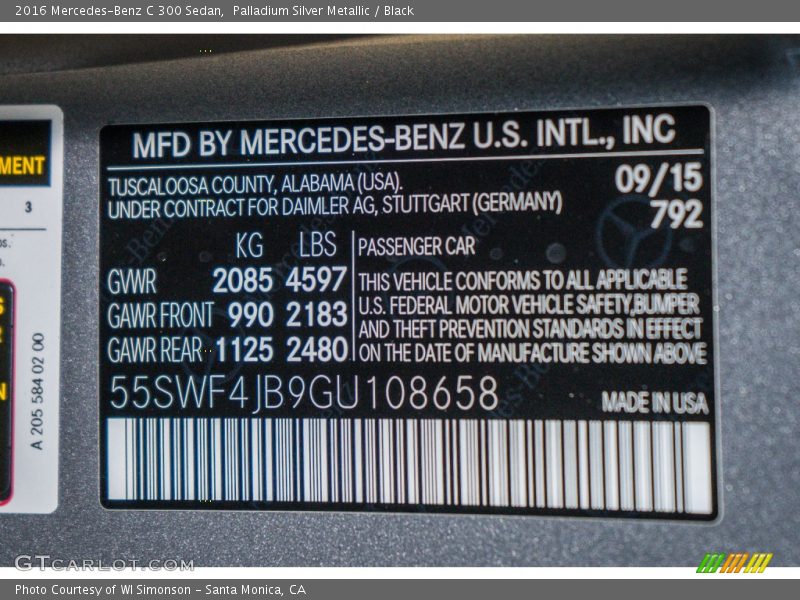 2016 Mercedes-Benz C 300 Sedan,  Palladium Silver Metallic / Black
MENT
3
A 205 584 02 00
MFD BY MERCEDES-BENZ U.S. INTL., INC
TUSCALOOSA COUNTY, ALABAMA (USA). 09/15
UNDER CONTRACT FOR DAIMLER AG, STUTTGART (GERMANY) 792
KG LBS PASSENGER CAR
GWR 2085 4597 THIS VEHICLE CONFORMS TO ALL APPLICABLE
GAWR FRONT 990 2183 U.S. FEDERAL MOTOR VEHICLE SAFETY,BUMPER
AND THEFT PREVENTION STANDARDS IN EFFECT
GAWR REAR 1125 2480 ON THE DATE OF MANUFACTURE SHOWN ABOVE
55SWF4JB9GU108658
MADE IN USA
GTCARLOT.COM
Photo Courtesy of WI Simonson - Santa Monica, CA